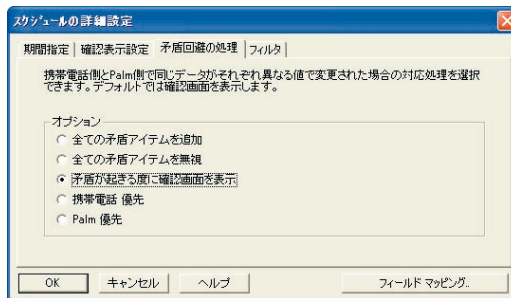 スケジュールの詳細設定
期間指定 確認表示設定 矛盾回避の処理 フィルタ
携帯電話側とPalm側で同じデータがそれぞれ異なる値で変更された場合の対応処理を選択
できます。デフォルトでは確認画面を表示します。
オプション
全ての矛盾アイテムを追加
全ての矛盾アイテムを無視
矛盾が起きる度に確認画面を表示
携帯電話 優先
Palm 優先
OK キャンセル ヘルプ フィールド マッピング..